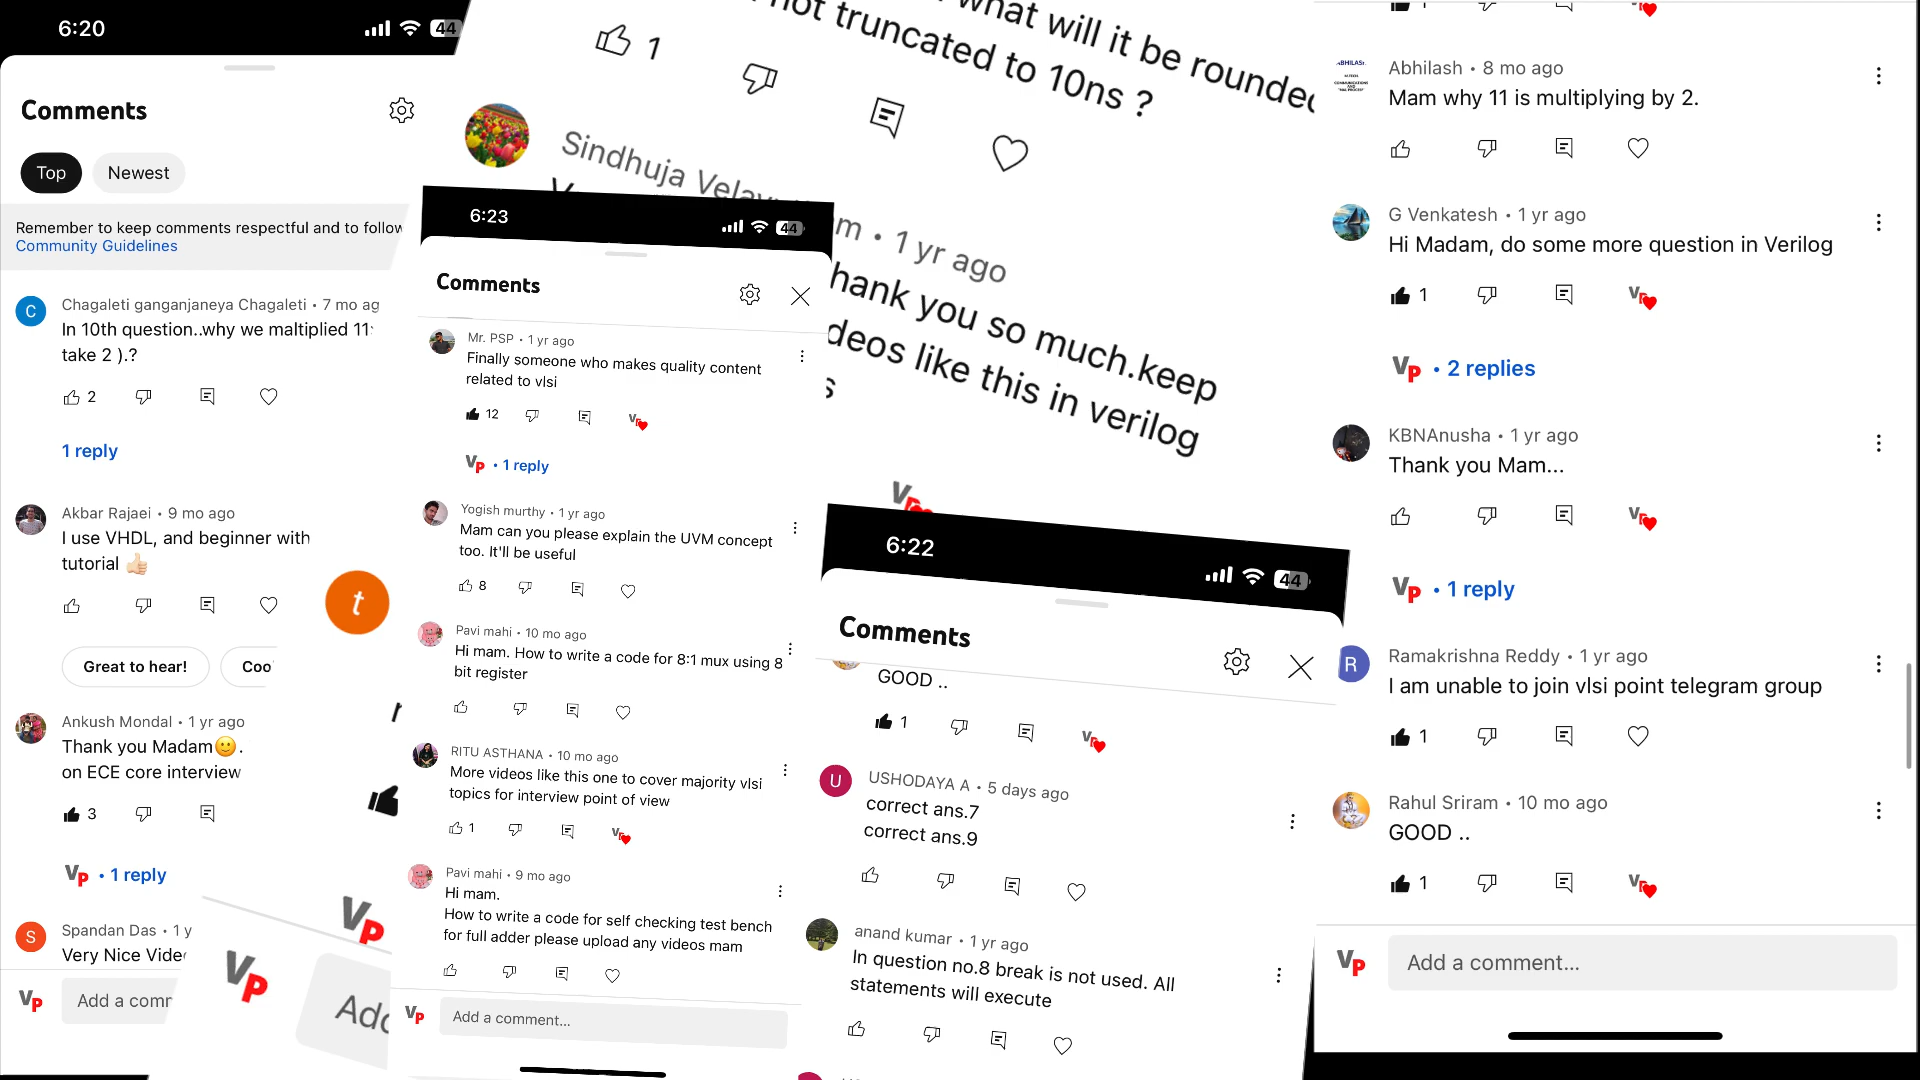 6:20
44
Comments
Top
Newest
Remember to keep comments respectful and to follow
Community Guidelines
C
Chagaleti ganganjaneya Chagaleti • 7 mo ag
In 10th question..why we maltiplied 11
take 2 ).?
2
1 reply
Akbar Rajaei • 9 mo ago
I use VHDL, and beginner with
tutorial 👍🏻
Great to hear!
Coo
Ankush Mondal • 1 yr ago
Thank you Madam🙂.
on ECE core interview
3
VP • 1 reply
S
Spandan Das • 1 y
Very Nice Vide
VP
Add a comm
t
VP
VP
Add
what will it be rounded
not truncated to 10ns ?
1
Sindhuja Velay
m • 1 yr ago
hank you so much.keep
deos like this in verilog
s
6:23
44
Comments
Mr. PSP • 1 yr ago
Finally someone who makes quality content
related to vlsi
12
VP • 1 reply
Yogish murthy • 1 yr ago
Mam can you please explain the UVM concept
too. It'll be useful
8
Pavi mahi • 10 mo ago
Hi mam. How to write a code for 8:1 mux using 8
bit register
RITU ASTHANA • 10 mo ago
More videos like this one to cover majority vlsi
topics for interview point of view
1
Pavi mahi • 9 mo ago
Hi mam.
How to write a code for self checking test bench
for full adder please upload any videos mam
VP
Add a comment...
6:22
44
Comments
GOOD ..
1
U
USHODAYA A • 5 days ago
correct ans.7
correct ans.9
anand kumar • 1 yr ago
In question no.8 break is not used. All
statements will execute
1
Abhilash • 8 mo ago
Mam why 11 is multiplying by 2.
G Venkatesh • 1 yr ago
Hi Madam, do some more question in Verilog
1
VP • 2 replies
KBNAnusha • 1 yr ago
Thank you Mam...
VP • 1 reply
R
Ramakrishna Reddy • 1 yr ago
I am unable to join vlsi point telegram group
1
Rahul Sriram • 10 mo ago
GOOD ..
1
VP
Add a comment...